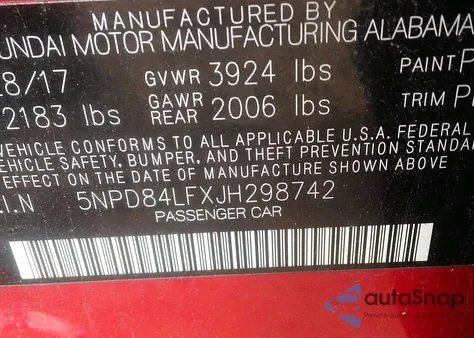 MANUFACTURED BY
UNDAI MOTOR MANUFACTURING ALABAMA
8/17 GVWR 3924 lbs PAINT P
2183 lbs GAWR REAR 2006 lbs TRIM P
VEHICLE CONFORMS TO ALL APPLICABLE U.S.A. FEDERAL
VEHICLE SAFETY, BUMPER, AND THEFT PREVENTION STANDARD
EFFECT ON THE DATE OF MANUFACTURE SHOWN ABOVE
.I.N 5NPD84LFXJH298742
PASSENGER CAR
autoSnap